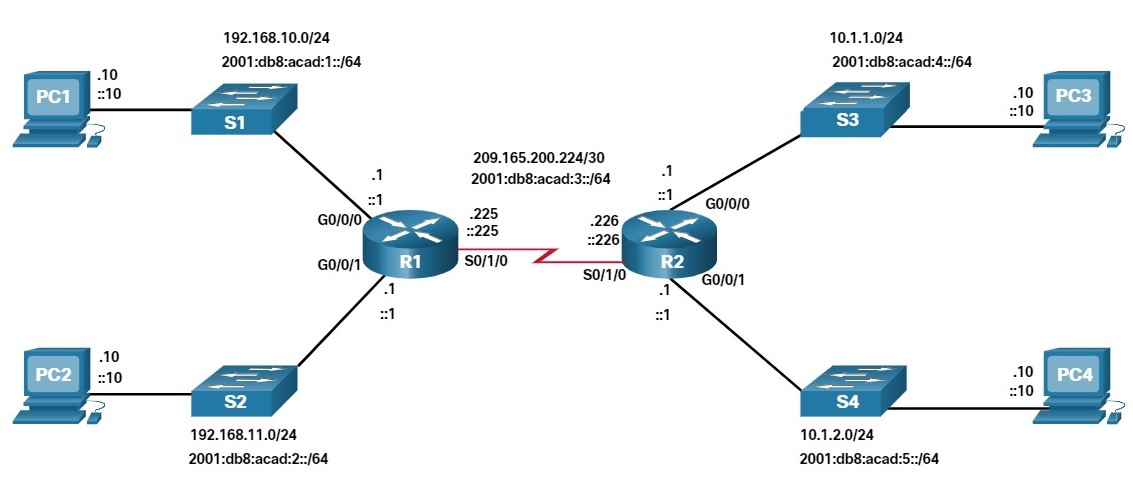 192.168.10.0/24
2001:db8:acad:1::/64
10.1.1.0/24
2001:db8:acad:4::/64
PC1
.10
::10
S1
S3
.10
::10
PC3
209.165.200.224/30
2001:db8:acad:3::/64
.1
::1
G0/0/0
.225
::225
.226
::226
.1
::1
G0/0/0
R1
R2
G0/0/1
S0/1/0
S0/1/0
G0/0/1
.1
::1
.1
::1
PC2
.10
::10
S2
S4
.10
::10
PC4
192.168.11.0/24
2001:db8:acad:2::/64
10.1.2.0/24
2001:db8:acad:5::/64